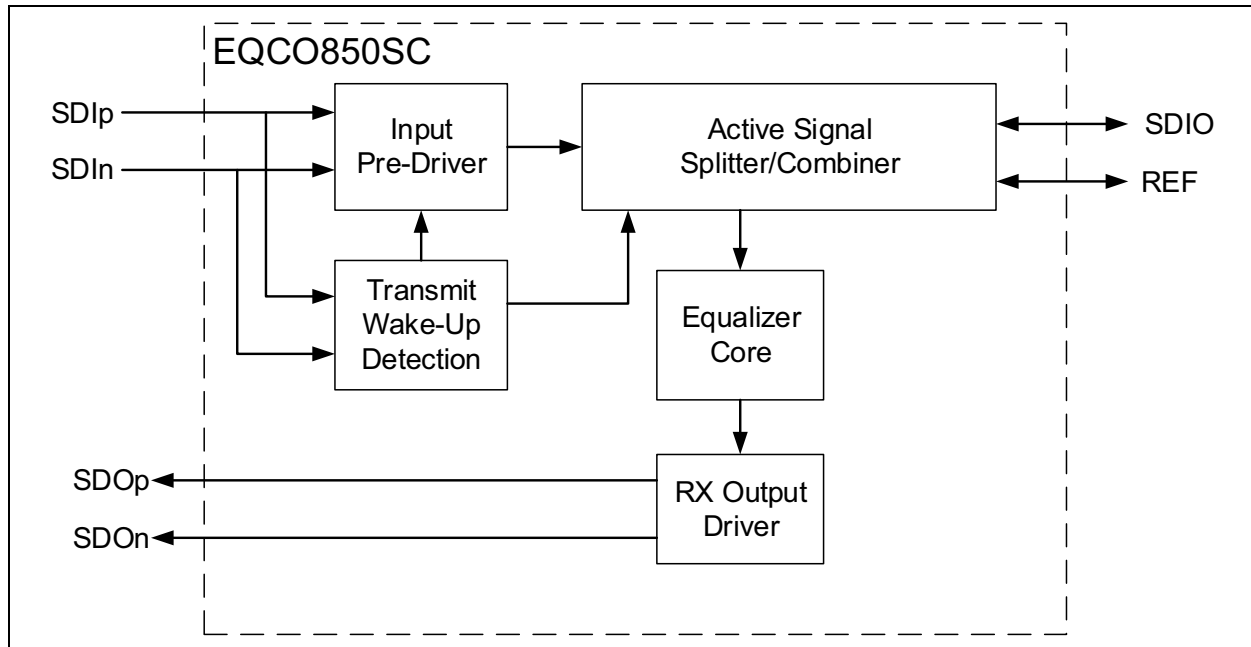 EQCO850SC
SDIp
SDIn
Input
Pre-Driver
Active Signal
Splitter/Combiner
SDIO
REF
Transmit
Wake-Up
Detection
Equalizer
Core
SDOp
SDOn
RX Output
Driver